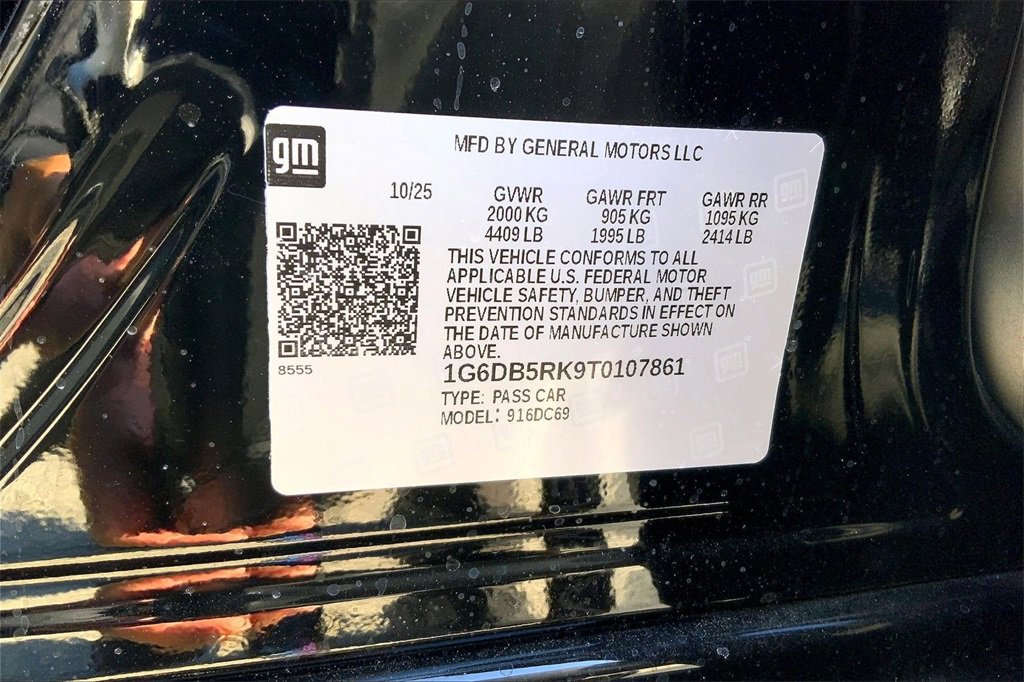 gm
MFD BY GENERAL MOTORS LLC
10/25 GVWR GAWR FRT GAWR RR
2000 KG 905 KG 1095 KG
4409 LB 1995 LB 2414 LB
THIS VEHICLE CONFORMS TO ALL
APPLICABLE U.S. FEDERAL MOTOR
VEHICLE SAFETY, BUMPER, AND THEFT
PREVENTION STANDARDS IN EFFECT ON
THE DATE OF MANUFACTURE SHOWN
ABOVE.
8555
1G6DB5RK9T0107861
TYPE: PASS CAR
MODEL: 916DC69